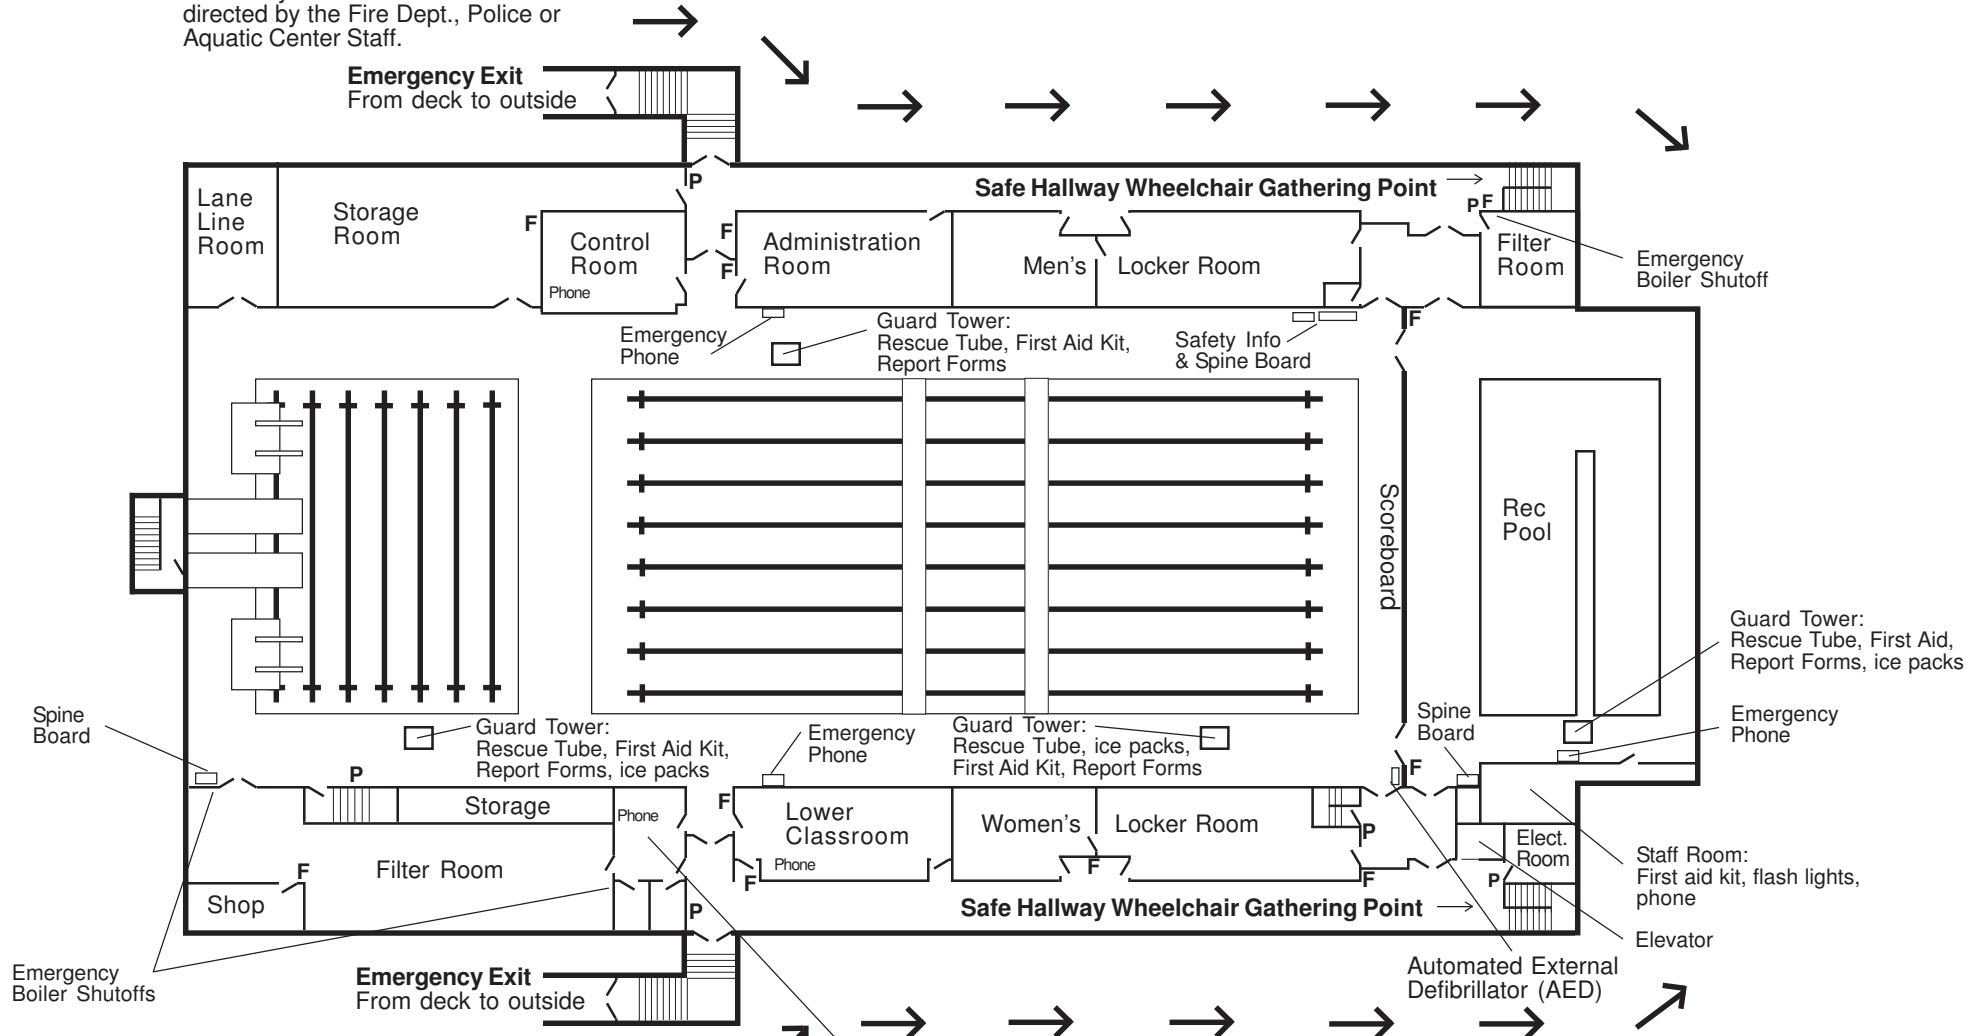 directed by the Fire Dept., Police or
Aquatic Center Staff.
Emergency Exit
From deck to outside
Lane
Line
Room
Storage
Room
F
Control
Room
Phone
P
F
F
Administration
Room
Men's
Locker Room
Safe Hallway Wheelchair Gathering Point
P
F
Filter
Room
Emergency
Boiler Shutoff
Emergency
Phone
Guard Tower:
Rescue Tube, First Aid Kit,
Report Forms
Safety Info
& Spine Board
F
Scoreboard
Rec
Pool
Guard Tower:
Rescue Tube, First Aid,
Report Forms, ice packs
Emergency
Phone
Spine
Board
Spine
Board
Guard Tower:
Rescue Tube, First Aid Kit,
Report Forms, ice packs
Emergency
Phone
Guard Tower:
Rescue Tube, ice packs,
First Aid Kit, Report Forms
F
P
Storage
Phone
F
Lower
Classroom
Phone
F
Women's
Locker Room
F
P
F
Elect.
Room
P
Staff Room:
First aid kit, flash lights,
phone
Elevator
Filter Room
F
Shop
P
Safe Hallway Wheelchair Gathering Point
Automated External
Defibrillator (AED)
Emergency
Boiler Shutoffs
Emergency Exit
From deck to outside